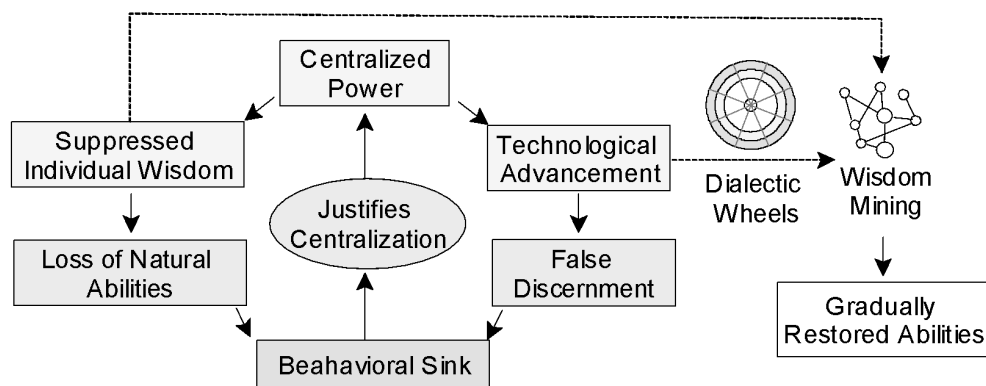 Centralized
Power
Suppressed
Individual Wisdom
Technological
Advancement
Dialectic
Wheels
Wisdom
Mining
Justifies
Centralization
Loss of Natural
Abilities
False
Discernment
Gradually
Restored Abilities
Beahavioral Sink